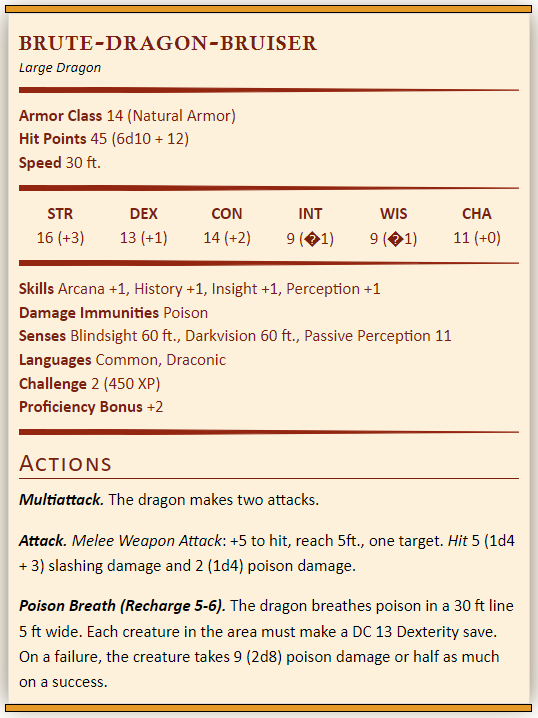 BRUTE-DRAGON-BRUISER
Large Dragon
Armor Class 14 (Natural Armor)
Hit Points 45 (6d10 + 12)
Speed 30 ft.
STR DEX CON INT WIS CHA
16 (+3) 13 (+1) 14 (+2) 9 (�1) 9 (�1) 11 (+0)
Skills Arcana +1, History +1, Insight +1, Perception +1
Damage Immunities Poison
Senses Blindsight 60 ft., Darkvision 60 ft., Passive Perception 11
Languages Common, Draconic
Challenge 2 (450 XP)
Proficiency Bonus +2
ACTIONS
Multiattack. The dragon makes two attacks.
Attack. Melee Weapon Attack: +5 to hit, reach 5ft., one target. Hit 5 (1d4
+ 3) slashing damage and 2 (1d4) poison damage.
Poison Breath (Recharge 5-6). The dragon breathes poison in a 30 ft line
5 ft wide. Each creature in the area must make a DC 13 Dexterity save.
On a failure, the creature takes 9 (2d8) poison damage or half as much
on a success.